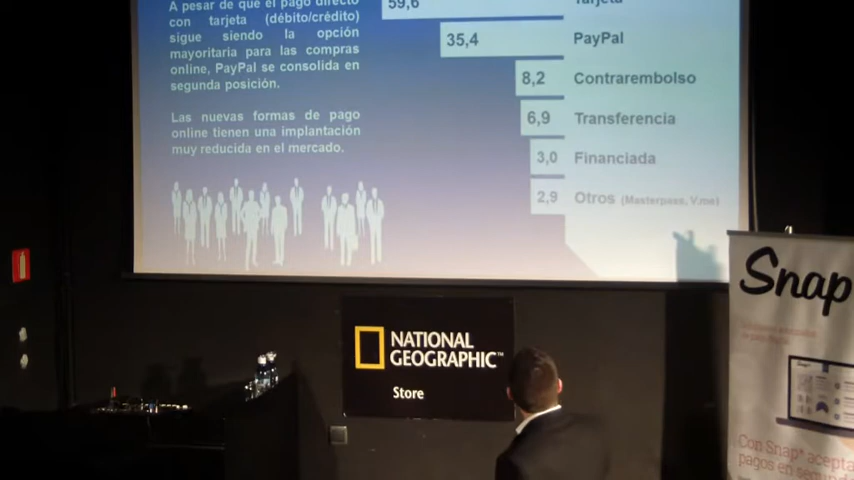 A pesar de que el pago directo
con tarjeta (débito/crédito)
sigue siendo la opción
mayoritaria para las compras
online, PayPal se consolida en
segunda posición.
Las nuevas formas de pago
online tienen una implantación
muy reducida en el mercado.
59,6 Tarjeta
35,4 PayPal
8,2 Contrarembolso
6,9 Transferencia
3,0 Financiada
2,9 Otros (Masterpass, V.me)
NATIONAL
GEOGRAPHIC™
Store
Snap
Con Snap* acepta
pagos en segund